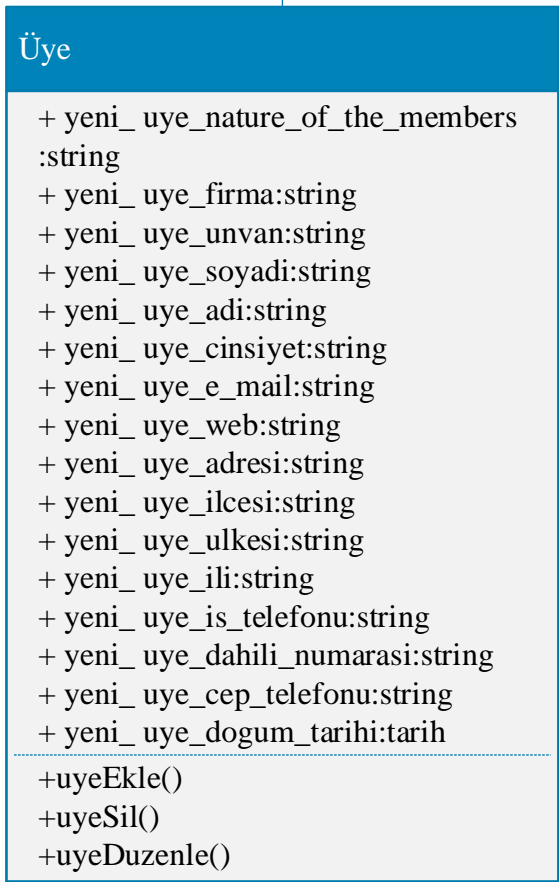 Üye
+ yeni_ uye_nature_of_the_members
:string
+ yeni_ uye_firma:string
+ yeni_ uye_unvan:string
+ yeni_ uye_soyadi:string
+ yeni_ uye_adi:string
+ yeni_ uye_cinsiyet:string
+ yeni_ uye_e_mail:string
+ yeni_ uye_web:string
+ yeni_ uye_adresi:string
+ yeni_ uye_ilcesi:string
+ yeni_ uye_ulkesi:string
+ yeni_ uye_ili:string
+ yeni_ uye_is_telefonu:string
+ yeni_ uye_dahili_numarasi:string
+ yeni_ uye_cep_telefonu:string
+ yeni_ uye_dogum_tarihi:tarih
+uyeEkle()
+uyeSil()
+uyeDuzenle()